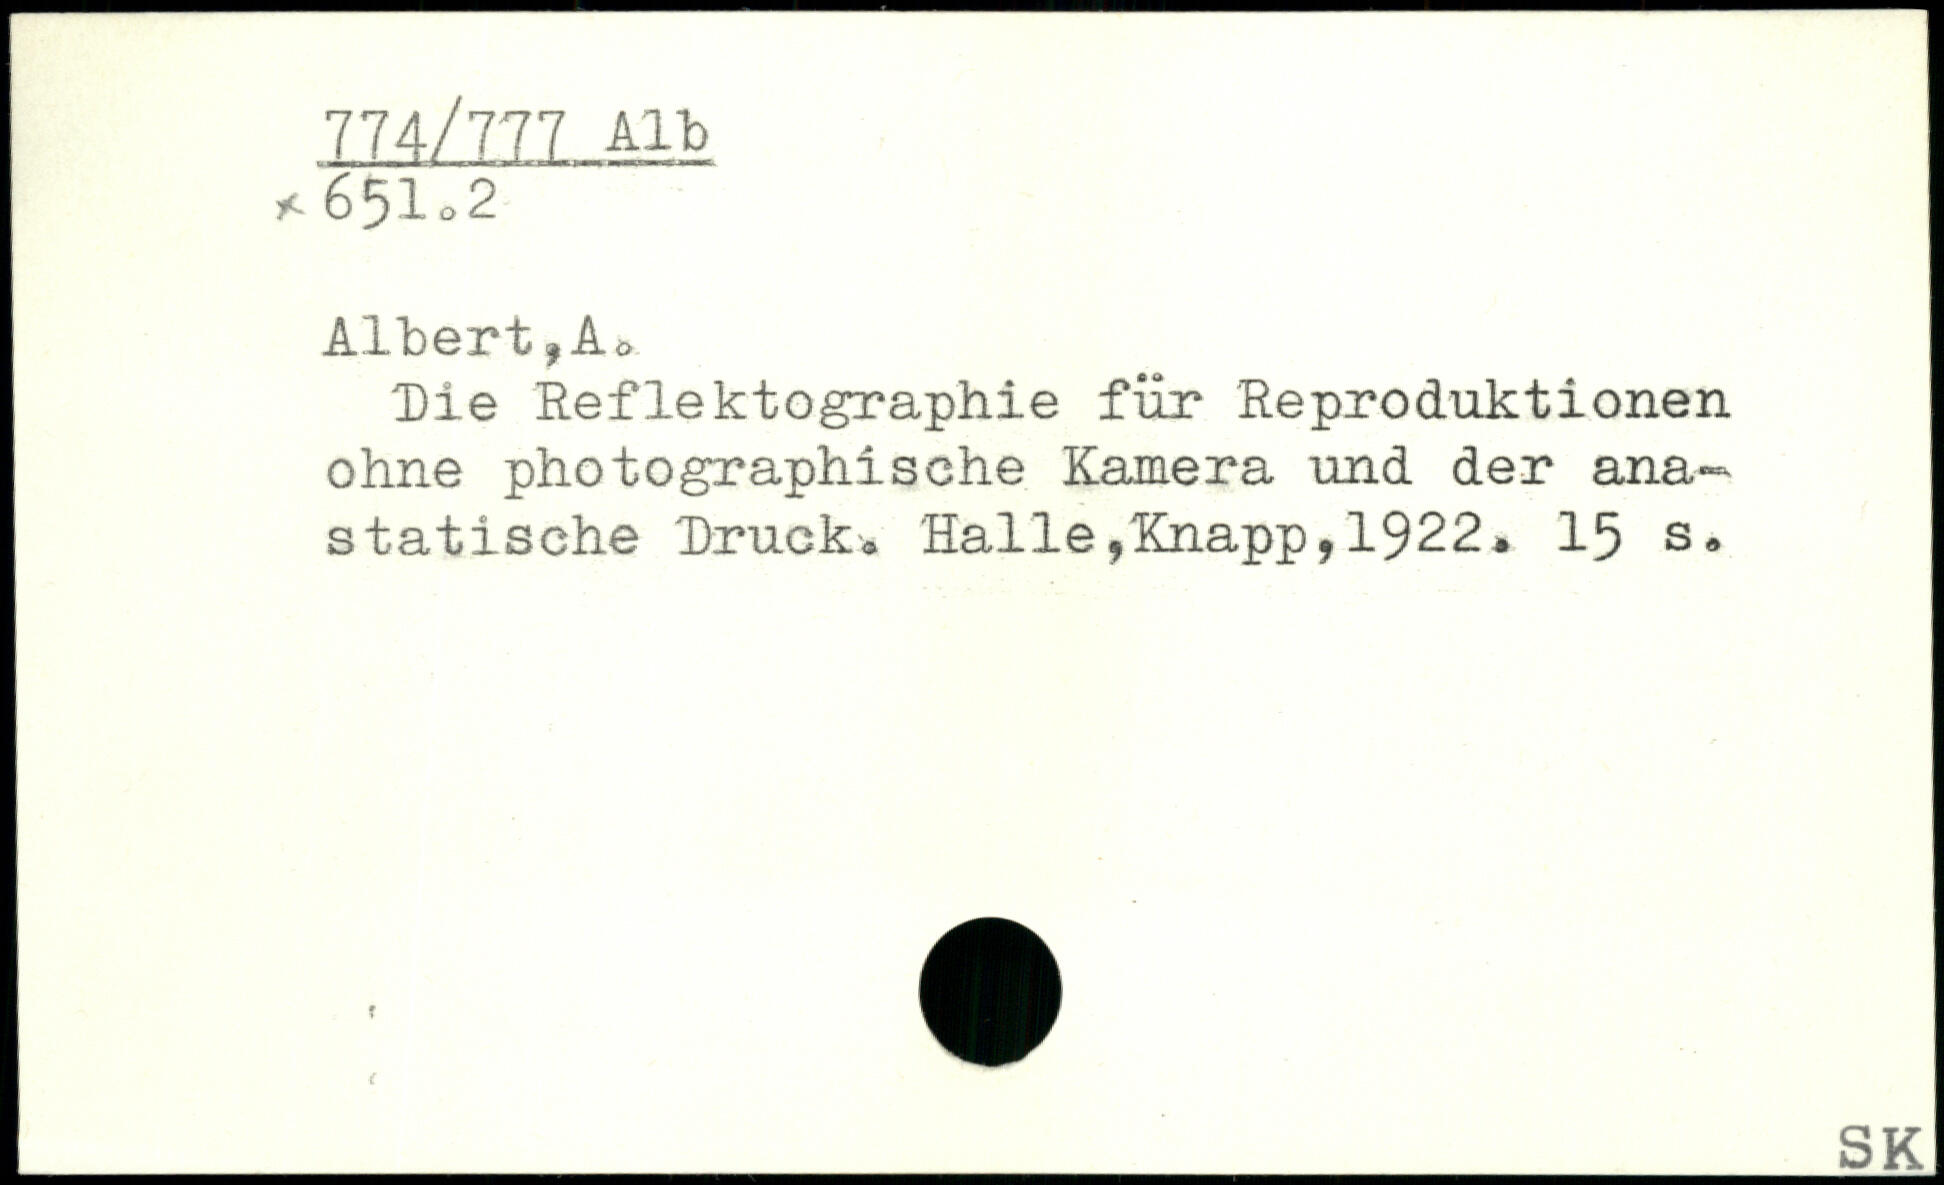 774/777 Alb
× 651.2
Albert,A.
Die Reflektographie für Reproduktionen
ohne photographische Kamera und der ana-
statische Druck. Halle,Knapp,1922. 15 s.
SK